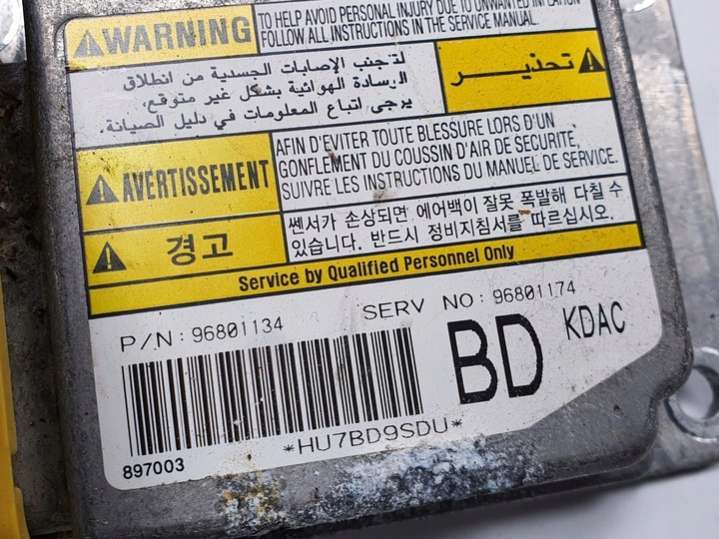 WARNING
TO HELP AVOID PERSONAL INJURY DUE TO UNWANTED INFLATION
FOLLOW ALL INSTRUCTIONS IN THE SERVICE MANUAL.
لتجنب الإصابات الجسدية من انطلاق
الوسادة الهوائية بشكل غير متوقع،
يرجى اتباع المعلومات في دليل الصيانة.
تحذير
AVERTISSEMENT
AFIN D'EVITER TOUTE BLESSURE LORS D'UN
GONFLEMENT DU COUSSIN D'AIR DE SECURITE,
SUIVRE LES INSTRUCTIONS DU MANUEL DE SERVICE.
경고
쎈서가 손상되면 에어백이 잘못 폭발해 다칠 수
있습니다. 반드시 정비지침서를 따르십시오.
Service by Qualified Personnel Only
P/N: 96801134
SERV NO: 96801174
BD
KDAC
*HU7BD9SDU*
897003